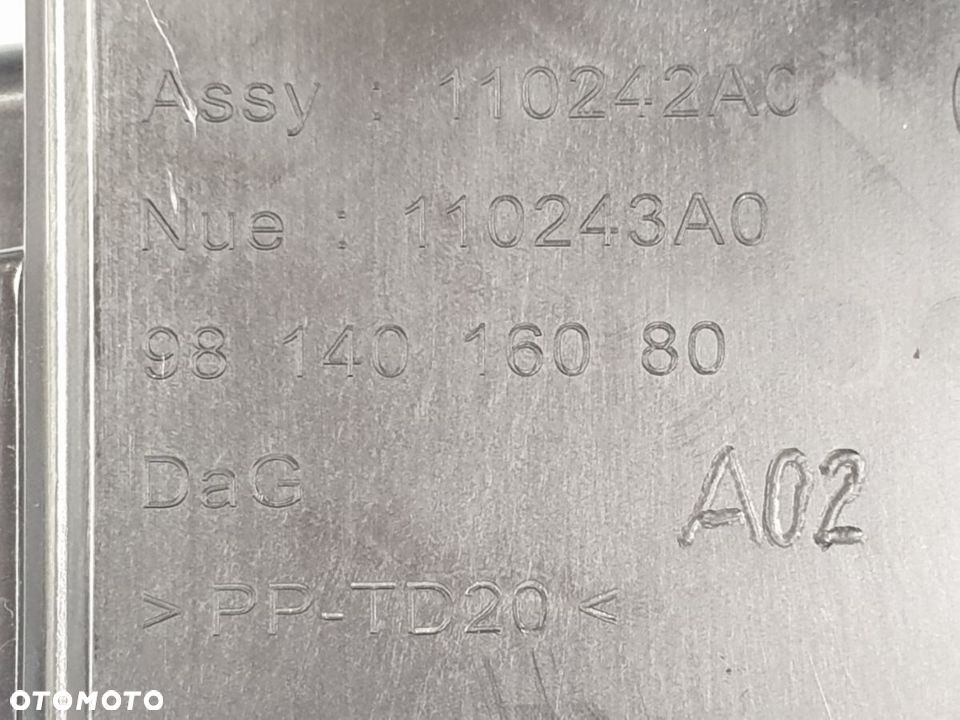 Assy : 110242A0
Nue : 110243A0
98 140 160 80
DaG
A02
> PP-TD20 <
OTOMOTO